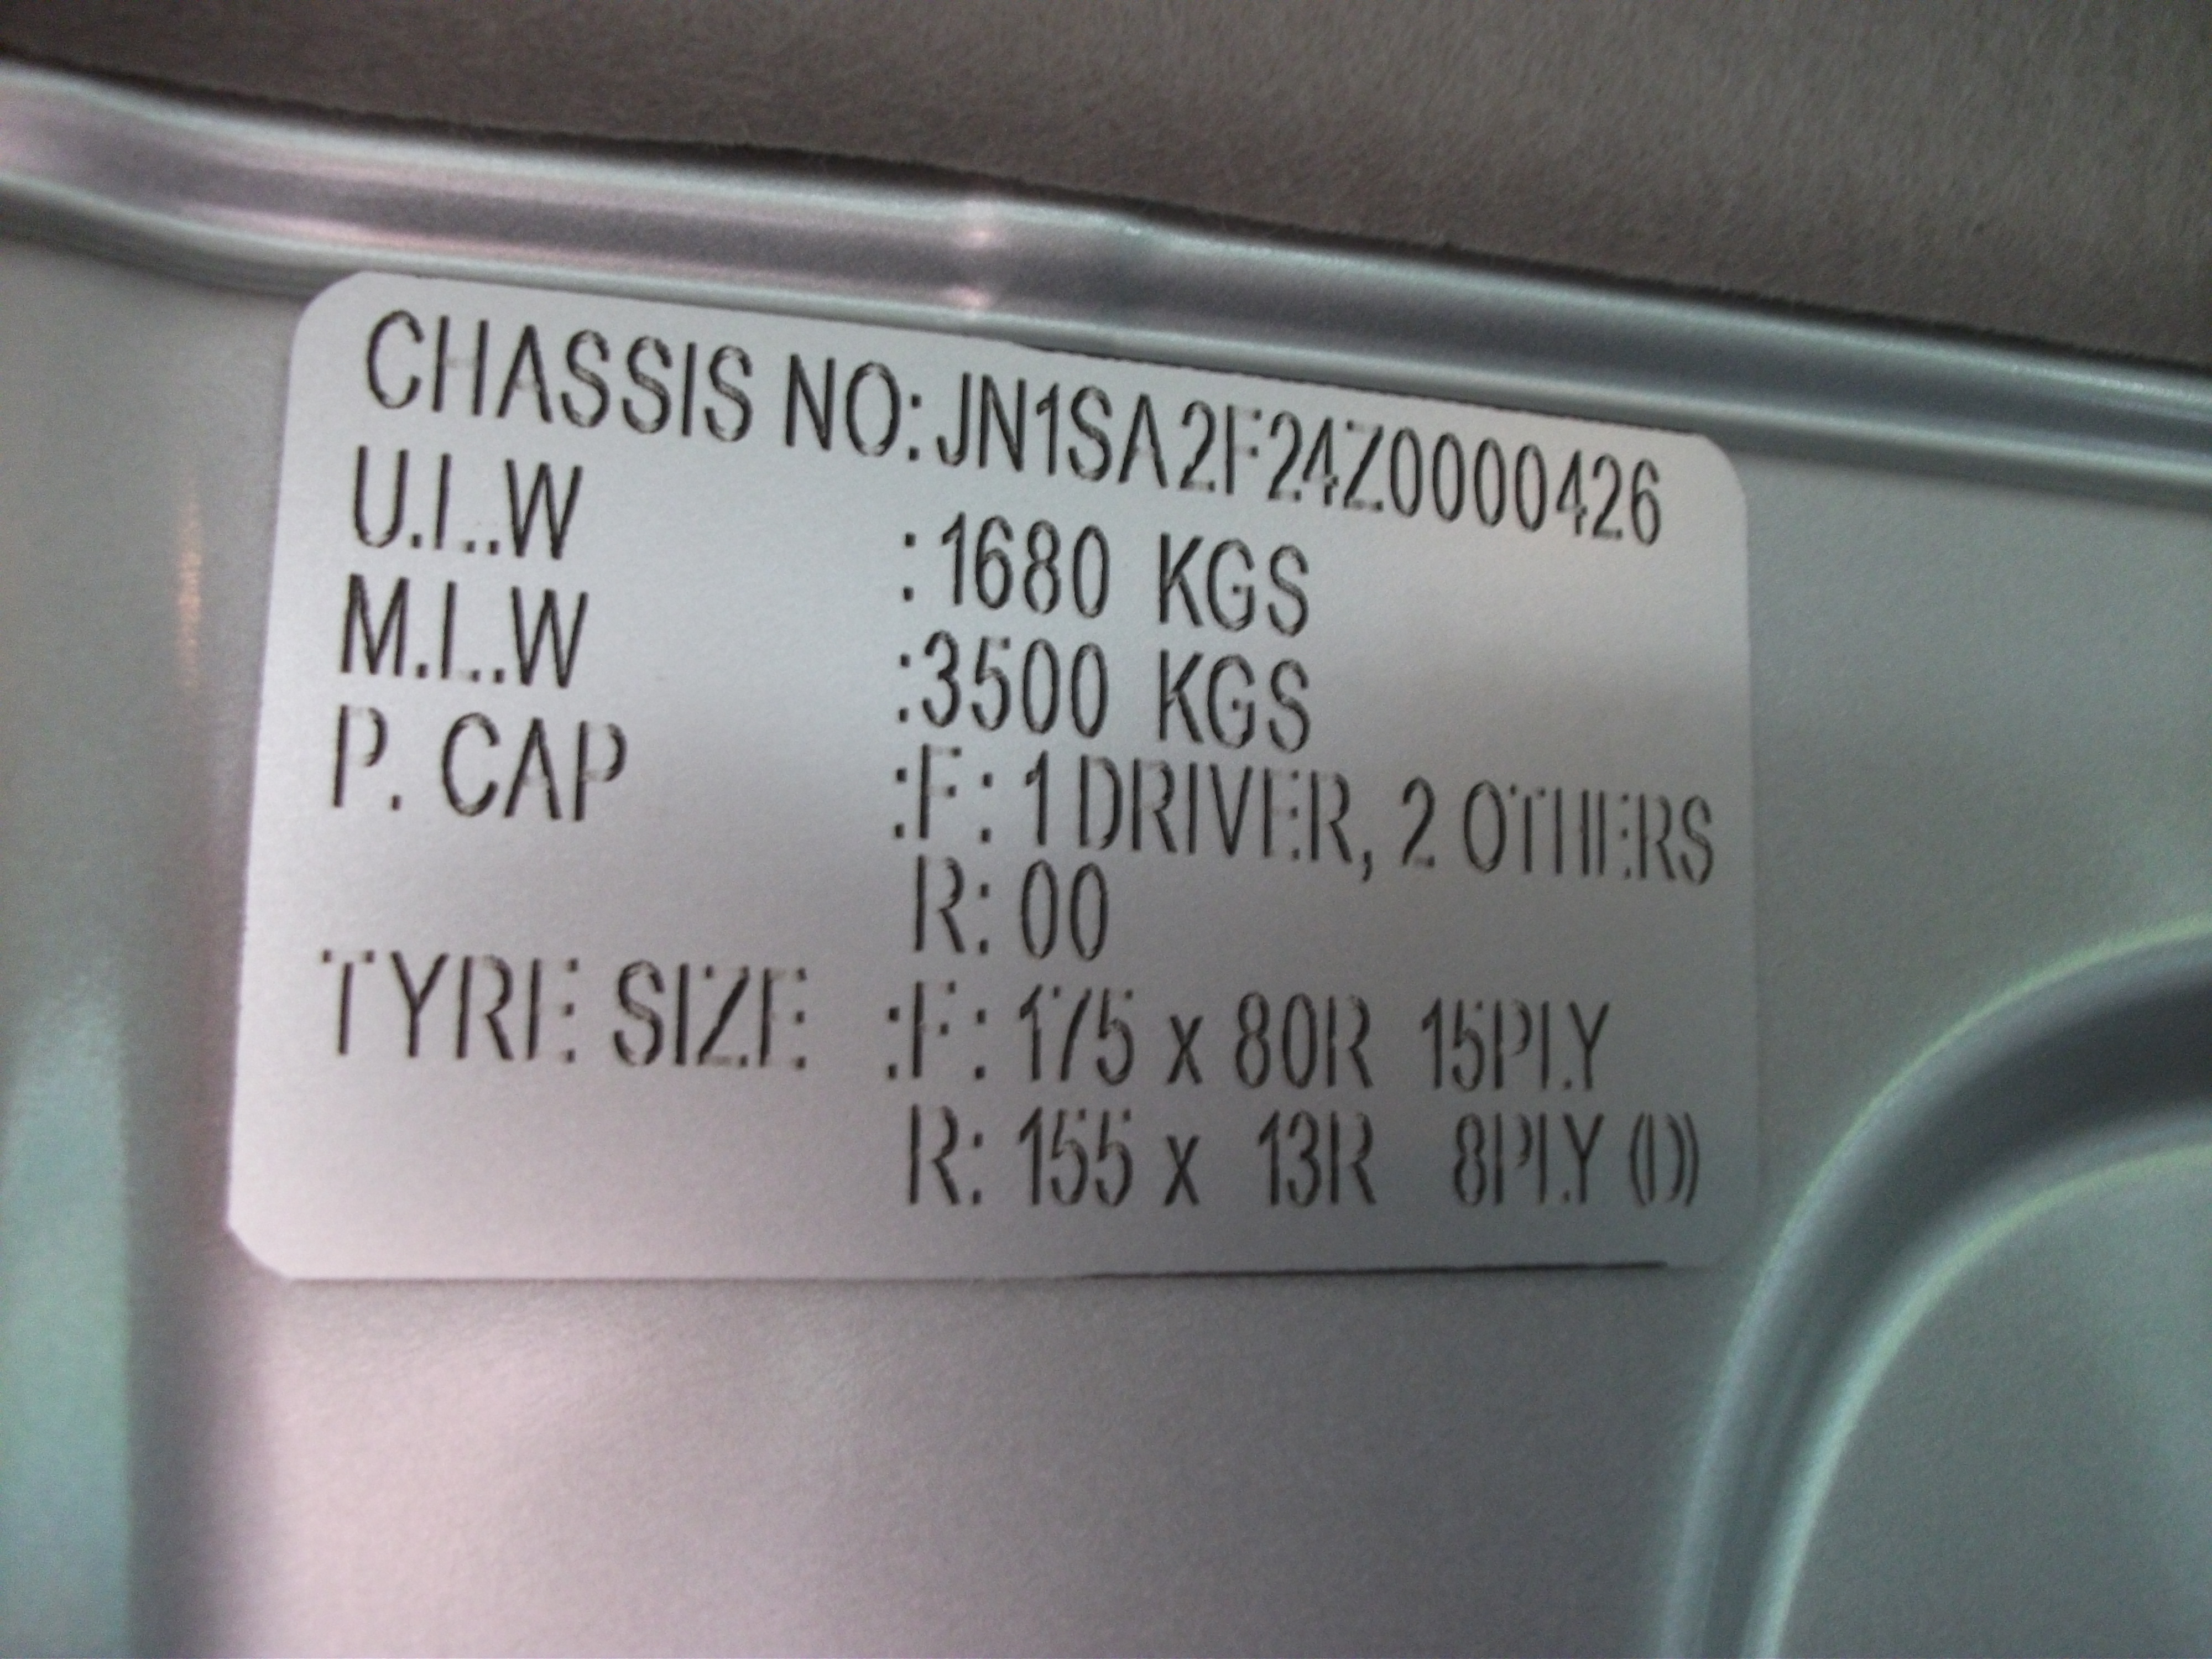 CHASSIS NO: JN1SA2F24Z0000426
U.L..W : 1680 KGS
M.L..W :3500 KGS
P. CAP :F: 1 DRIVER, 2 OTHERS
R: 00
TYRE SIZE :F: 175 x 80R 15PLY
R: 155 x 13R 8PLY (D)